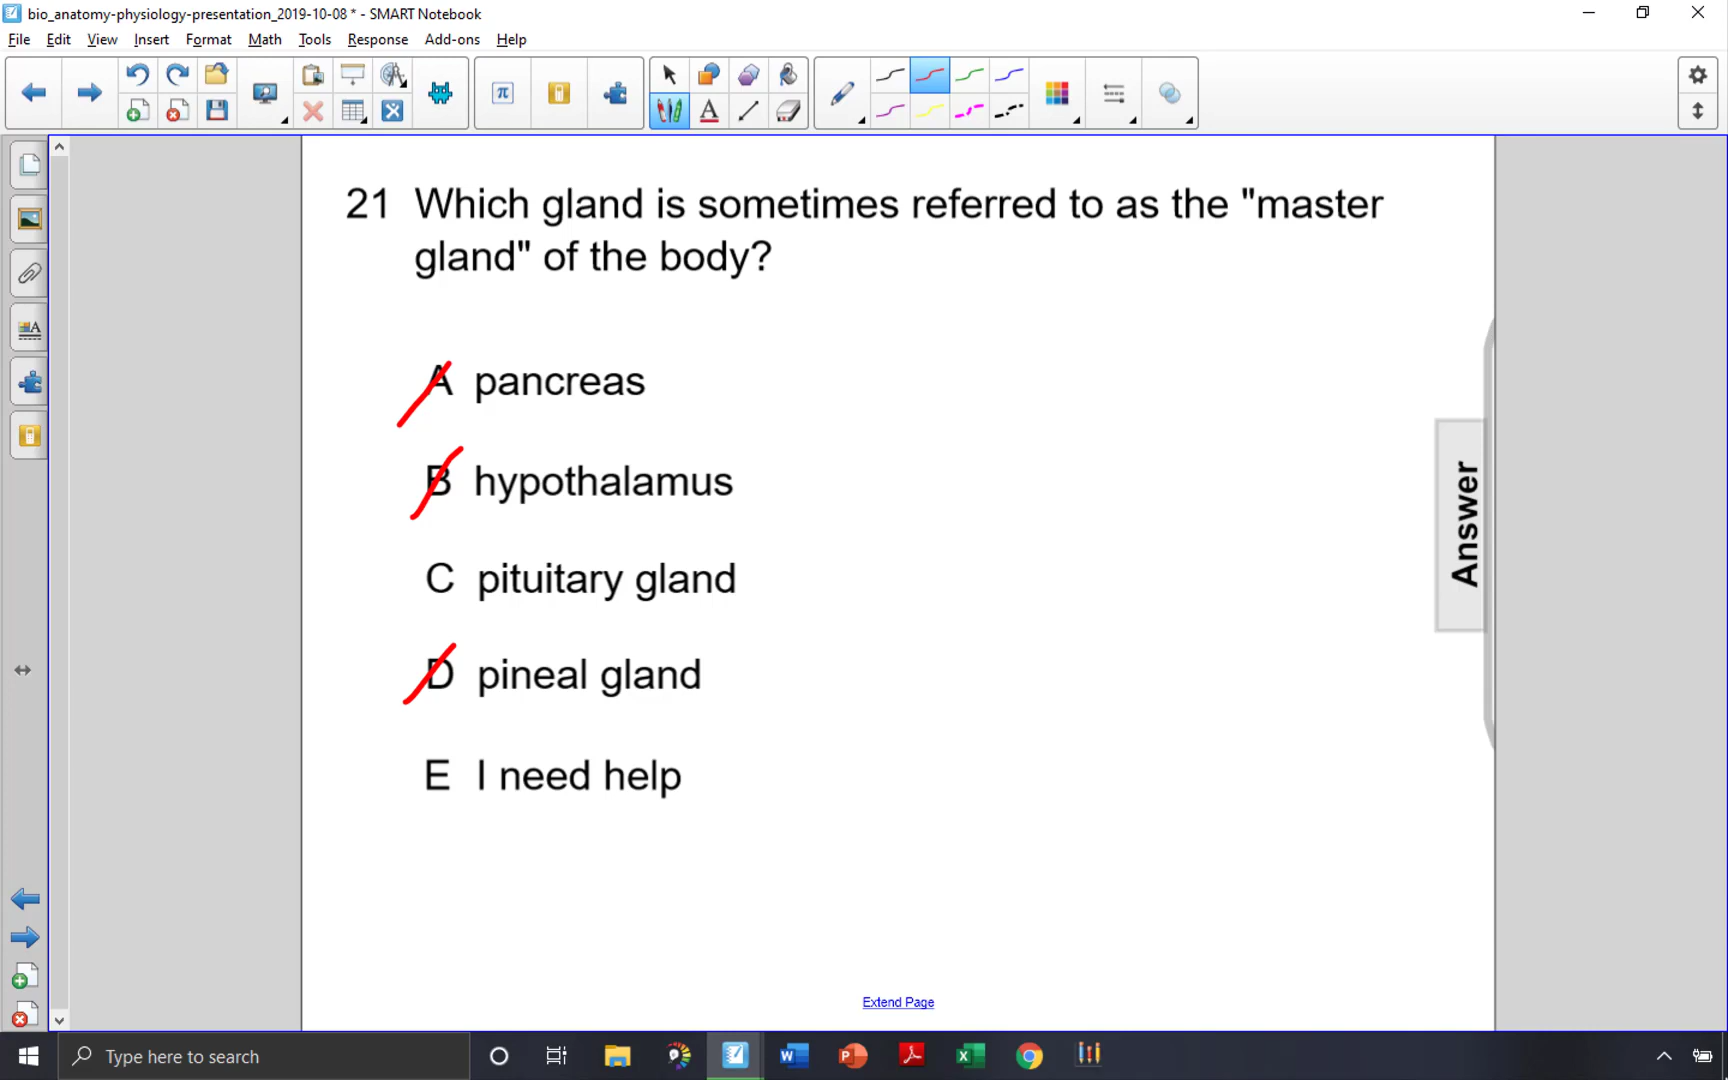 bio_anatomy-physiology-presentation_2019-10-08 * - SMART Notebook
File Edit View Insert Format Math Tools Response Add-ons Help
21 Which gland is sometimes referred to as the "master
gland" of the body?
A pancreas
B hypothalamus
C pituitary gland
D pineal gland
E I need help
Answer
Extend Page
Type here to search